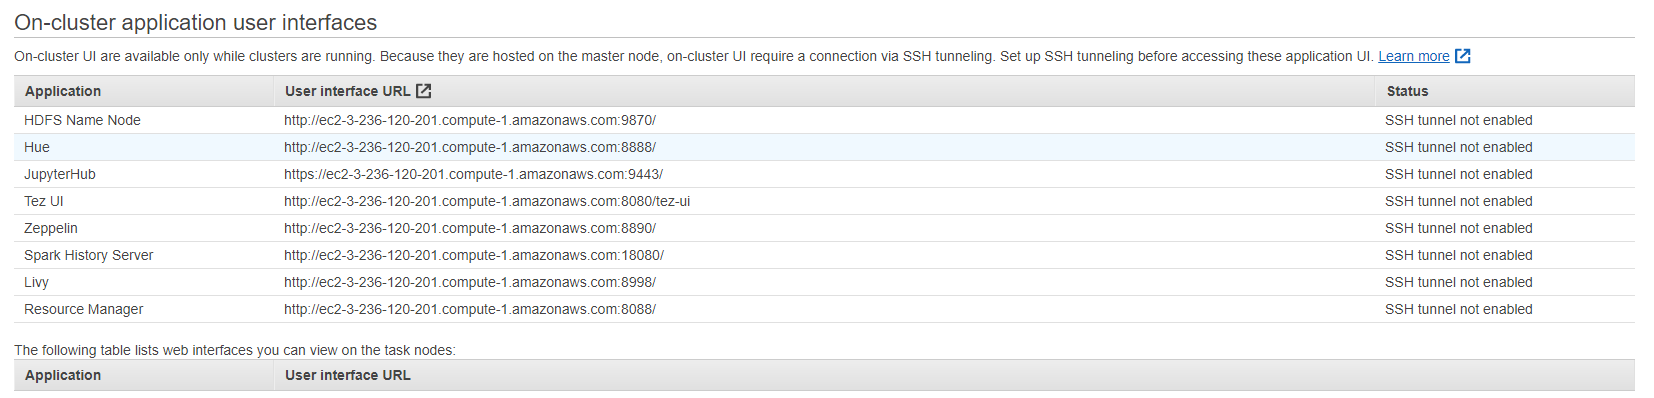 On-cluster application user interfaces
On-cluster UI are available only while clusters are running. Because they are hosted on the master node, on-cluster UI require a connection via SSH tunneling. Set up SSH tunneling before accessing these application UI. Learn more
Application User interface URL Status
HDFS Name Node http://ec2-3-236-120-201.compute-1.amazonaws.com:9870/ SSH tunnel not enabled
Hue http://ec2-3-236-120-201.compute-1.amazonaws.com:8888/ SSH tunnel not enabled
JupyterHub https://ec2-3-236-120-201.compute-1.amazonaws.com:9443/ SSH tunnel not enabled
Tez UI http://ec2-3-236-120-201.compute-1.amazonaws.com:8080/tez-ui SSH tunnel not enabled
Zeppelin http://ec2-3-236-120-201.compute-1.amazonaws.com:8890/ SSH tunnel not enabled
Spark History Server http://ec2-3-236-120-201.compute-1.amazonaws.com:18080/ SSH tunnel not enabled
Livy http://ec2-3-236-120-201.compute-1.amazonaws.com:8998/ SSH tunnel not enabled
Resource Manager http://ec2-3-236-120-201.compute-1.amazonaws.com:8088/ SSH tunnel not enabled
The following table lists web interfaces you can view on the task nodes:
Application User interface URL